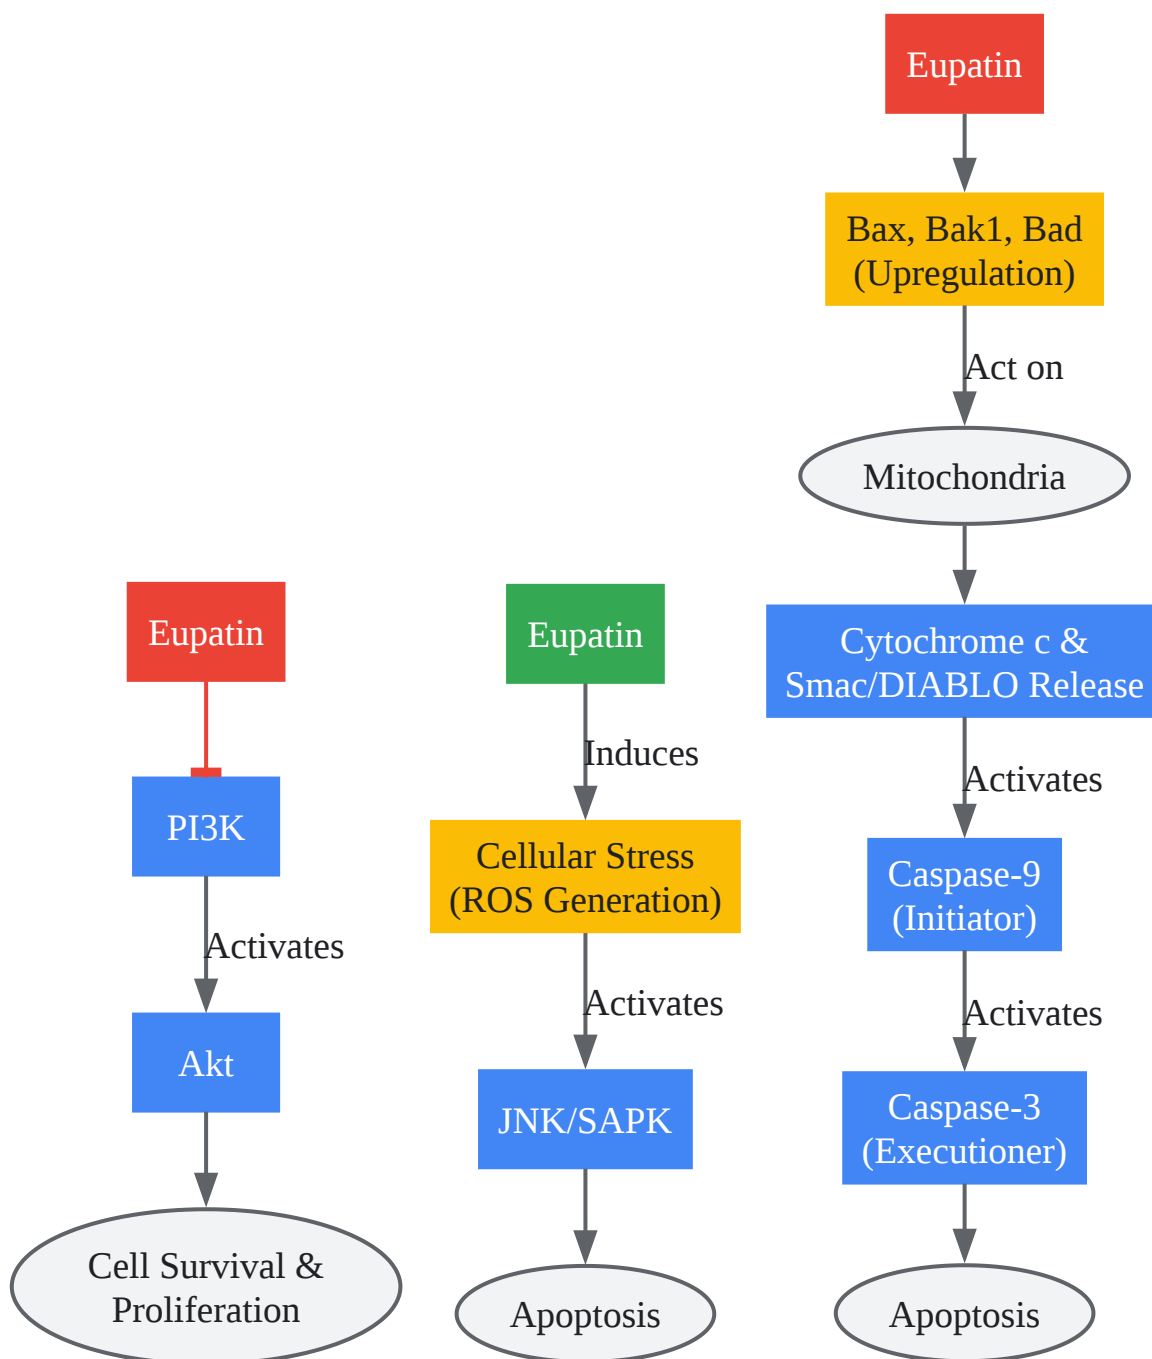 Eupatin
PI3K
Activates
Akt
Cell Survival &
Proliferation
Eupatin
Induces
Cellular Stress
(ROS Generation)
Activates
JNK/SAPK
Apoptosis
Eupatin
Bax, Bak1, Bad
(Upregulation)
Act on
Mitochondria
Cytochrome c &
Smac/DIABLO Release
Activates
Caspase-9
(Initiator)
Activates
Caspase-3
(Executioner)
Apoptosis